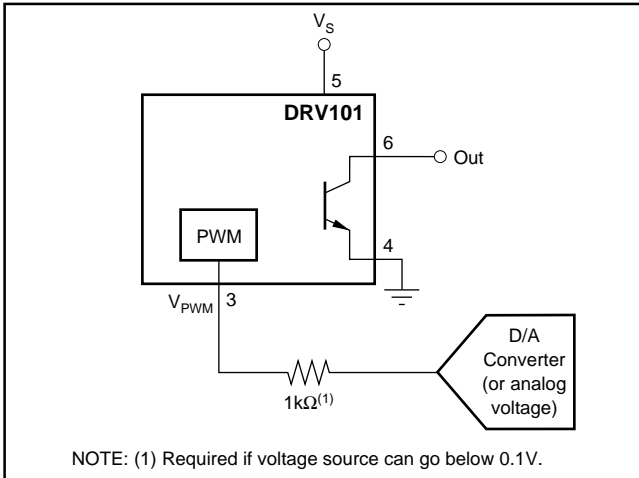 V_S
5
DRV101
6
Out
PWM
4
V_PWM
3
D/A
Converter
(or analog
voltage)
1kΩ(1)
NOTE: (1) Required if voltage source can go below 0.1V.